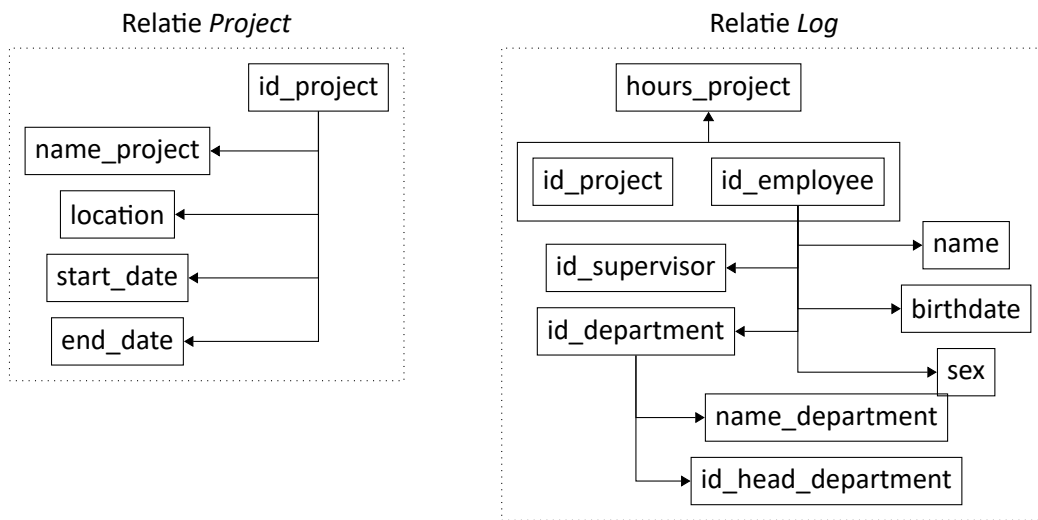 Relatie Project
id_project
name_project
location
start_date
end_date
Relatie Log
hours_project
id_project
id_employee
name
id_supervisor
birthdate
id_department
sex
name_department
id_head_department